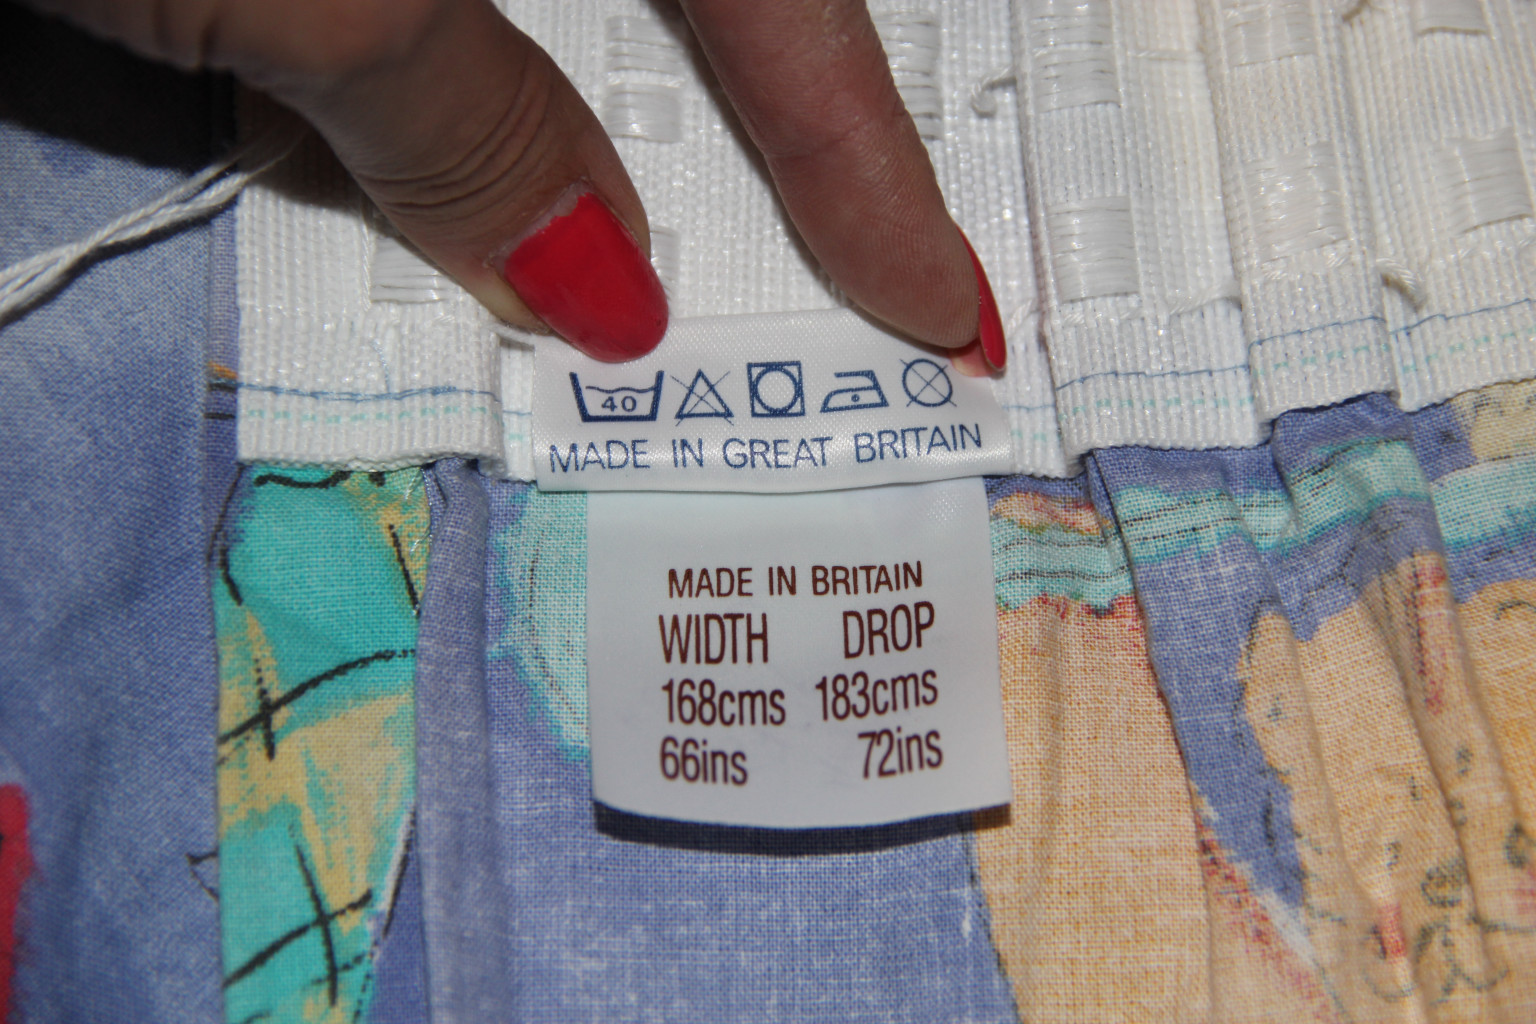 40
MADE IN GREAT BRITAIN
MADE IN BRITAIN
WIDTH DROP
168cms 183cms
66ins 72ins